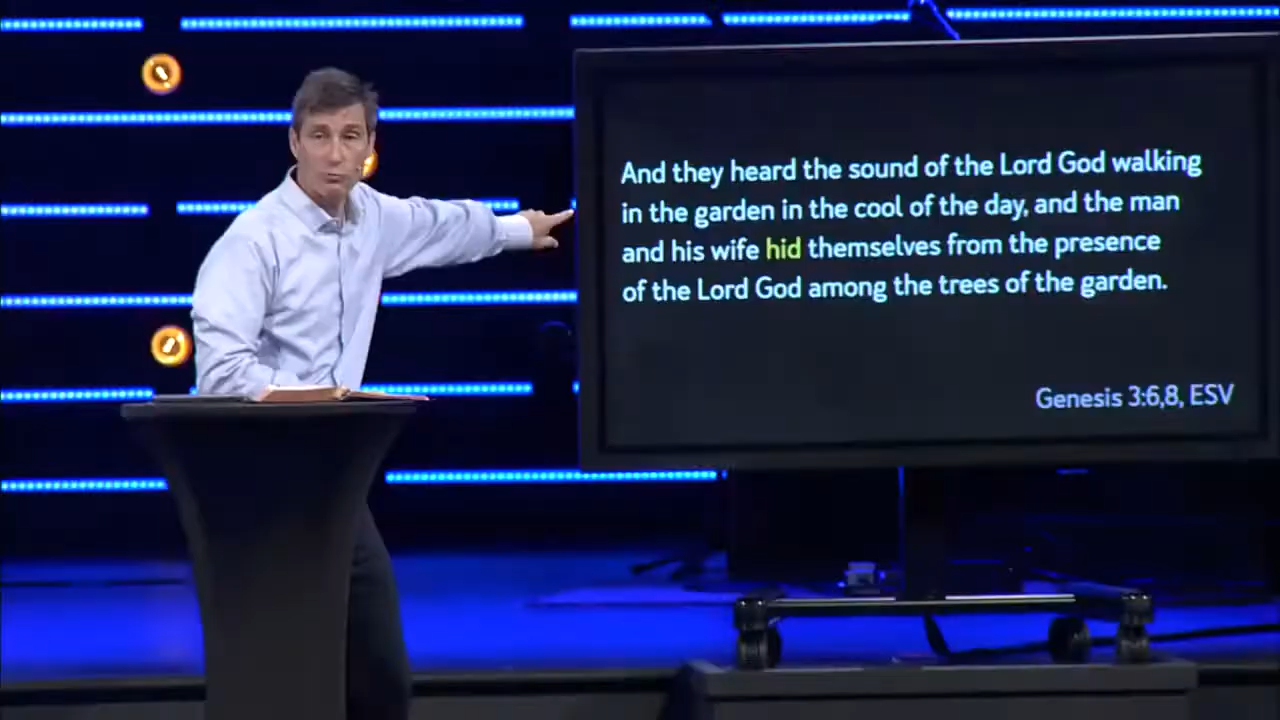 And they heard the sound of the Lord God walking
in the garden in the cool of the day, and the man
and his wife hid themselves from the presence
of the Lord God among the trees of the garden.
Genesis 3:6,8, ESV